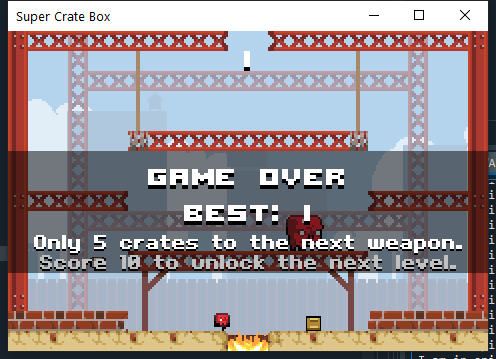 Super Crate Box
1
GAME OVER
BEST: 1
Only 5 crates to the next weapon.
Score 10 to unlock the next level.